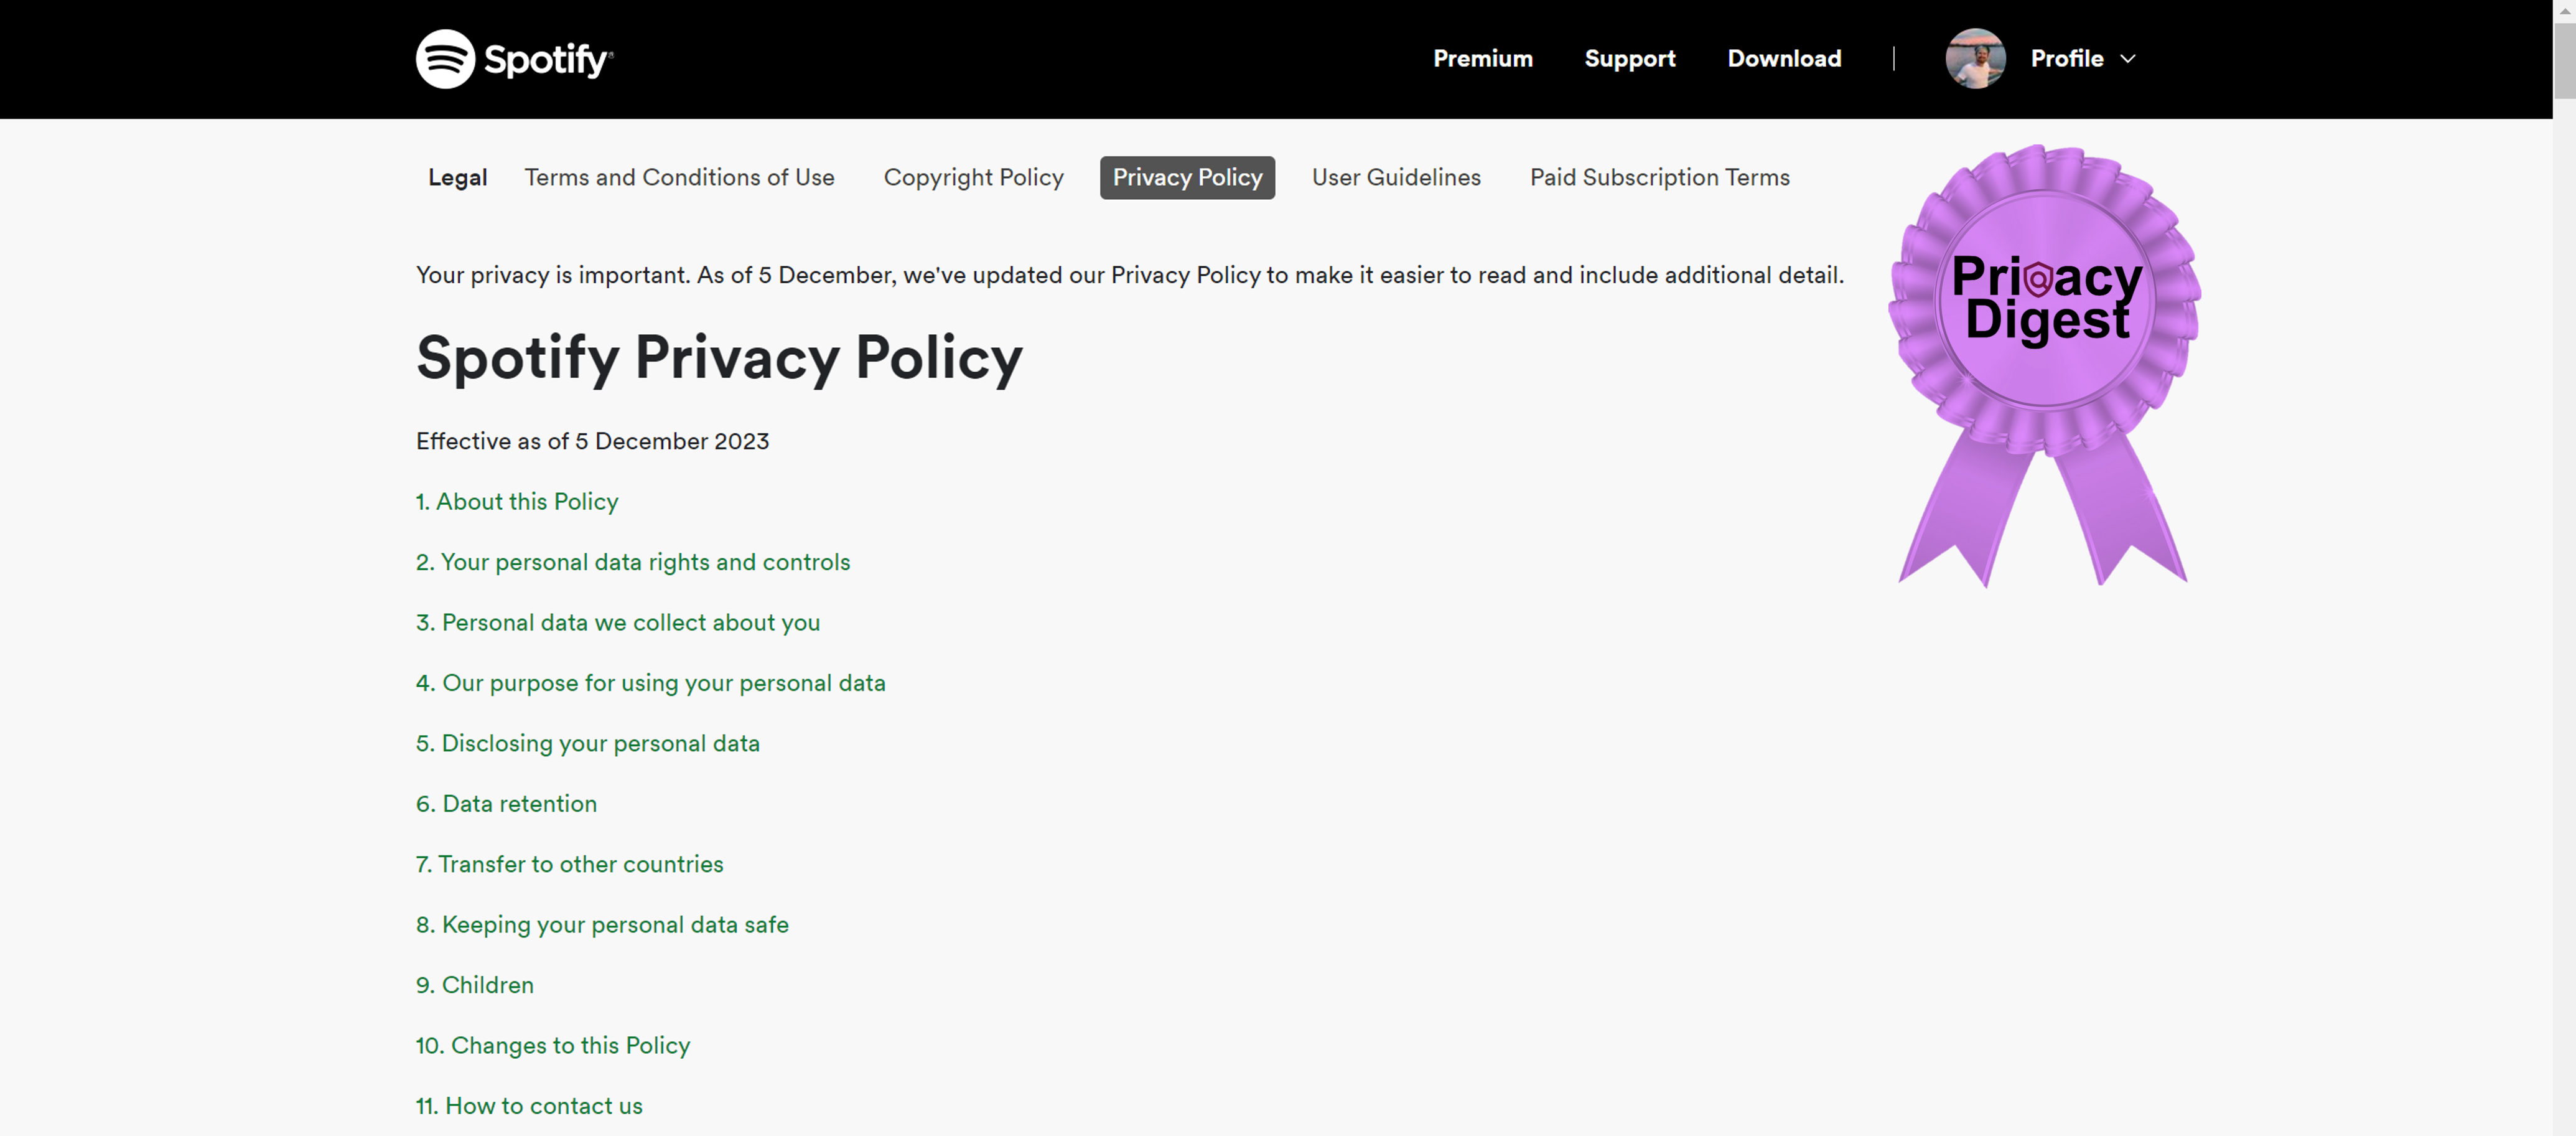 Spotify
Premium Support Download Profile
Legal Terms and Conditions of Use Copyright Policy Privacy Policy User Guidelines Paid Subscription Terms
Your privacy is important. As of 5 December, we've updated our Privacy Policy to make it easier to read and include additional detail.
Privacy
Digest
Spotify Privacy Policy
Effective as of 5 December 2023
1. About this Policy
2. Your personal data rights and controls
3. Personal data we collect about you
4. Our purpose for using your personal data
5. Disclosing your personal data
6. Data retention
7. Transfer to other countries
8. Keeping your personal data safe
9. Children
10. Changes to this Policy
11. How to contact us